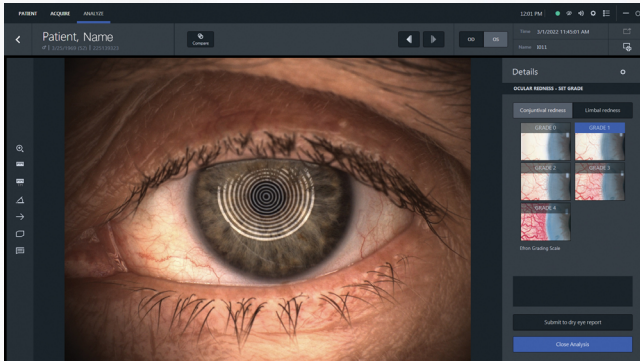 PATIENT ACQUIRE ANALYZE 12:01 PM
Patient, Name
Compare
OD OS
Time 3/1/2022 11:45:01 AM
Name I011
Details
OCULAR REDNESS - SET GRADE
Conjunctival redness Limbal redness
GRADE 0 GRADE 1
GRADE 2 GRADE 3
GRADE 4
Efron Grading Scale
Submit to dry eye report
Close Analysis